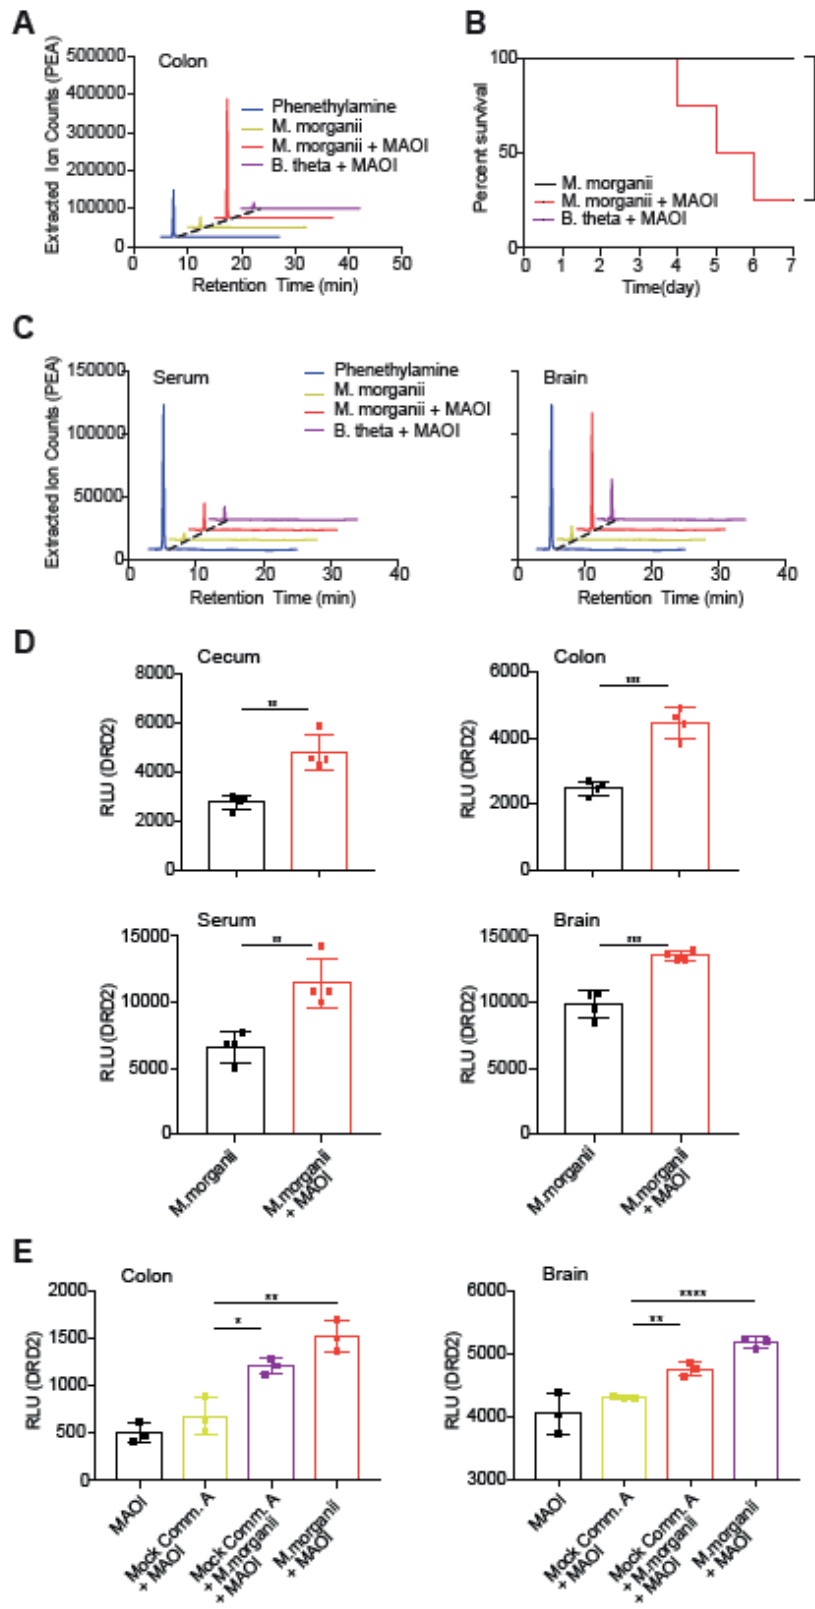 A
Colon
Extracted Ion Counts (PEA)
500000
400000
300000
200000
100000
0
Phenethylamine
M. morganii
M. morganii + MAOI
B. theta + MAOI
0 10 20 30 40 50
Retention Time (min)
B
Percent survival
100
50
0
M. morganii
M. morganii + MAOI
B. theta + MAOI
0 1 2 3 4 5 6 7
Time(day)
C
Serum
Extracted Ion Counts (PEA)
150000
100000
50000
0
Phenethylamine
M. morganii
M. morganii + MAOI
B. theta + MAOI
0 10 20 30 40
Retention Time (min)
Brain
0 10 20 30 40
Retention Time (min)
D
Cecum
RLU (DRD2)
8000
6000
4000
2000
0
**
Colon
RLU (DRD2)
6000
4000
2000
0
***
Serum
RLU (DRD2)
15000
10000
5000
0
**
M.morganii
M.morganii
+ MAOI
Brain
RLU (DRD2)
15000
10000
5000
0
***
M.morganii
M.morganii
+ MAOI
E
Colon
RLU (DRD2)
2000
1500
1000
500
0
**
*
MAOI
Mock Comm. A
+ MAOI
Mock Comm. A
+ M.morganii
+ MAOI
M.morganii
+ MAOI
Brain
RLU (DRD2)
6000
5000
4000
3000
****
**
MAOI
Mock Comm. A
+ MAOI
Mock Comm. A
+ M.morganii
+ MAOI
M.morganii
+ MAOI